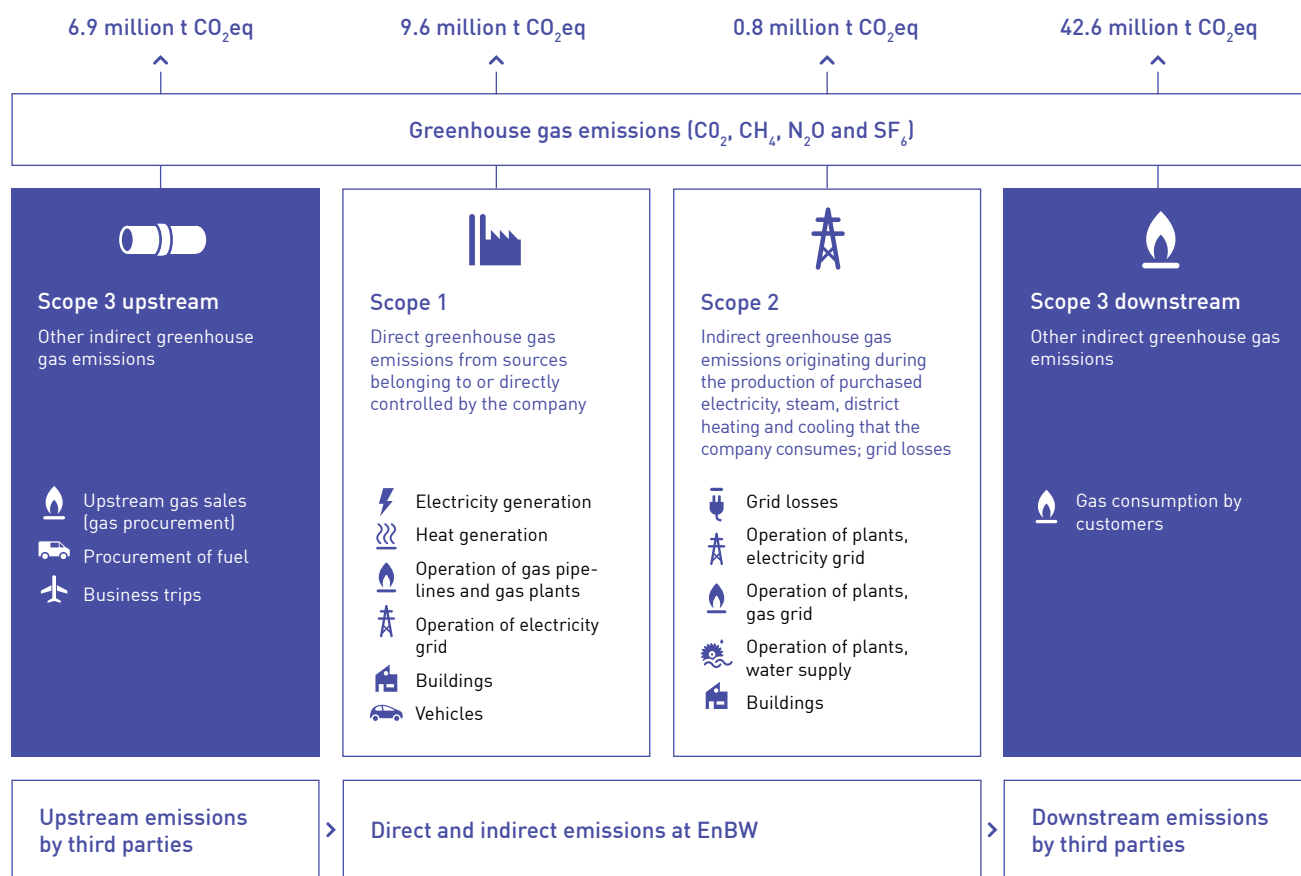 6.9 million t CO₂eq
9.6 million t CO₂eq
0.8 million t CO₂eq
42.6 million t CO₂eq
Greenhouse gas emissions (C0₂, CH₄, N₂O and SF₆)
Scope 3 upstream
Other indirect greenhouse
gas emissions
Upstream gas sales
(gas procurement)
Procurement of fuel
Business trips
Scope 1
Direct greenhouse gas
emissions from sources
belonging to or directly
controlled by the company
Electricity generation
Heat generation
Operation of gas pipe-
lines and gas plants
Operation of electricity
grid
Buildings
Vehicles
Scope 2
Indirect greenhouse gas
emissions originating during
the production of purchased
electricity, steam, district
heating and cooling that the
company consumes; grid losses
Grid losses
Operation of plants,
electricity grid
Operation of plants,
gas grid
Operation of plants,
water supply
Buildings
Scope 3 downstream
Other indirect greenhouse gas
emissions
Gas consumption by
customers
Upstream emissions
by third parties
Direct and indirect emissions at EnBW
Downstream emissions
by third parties